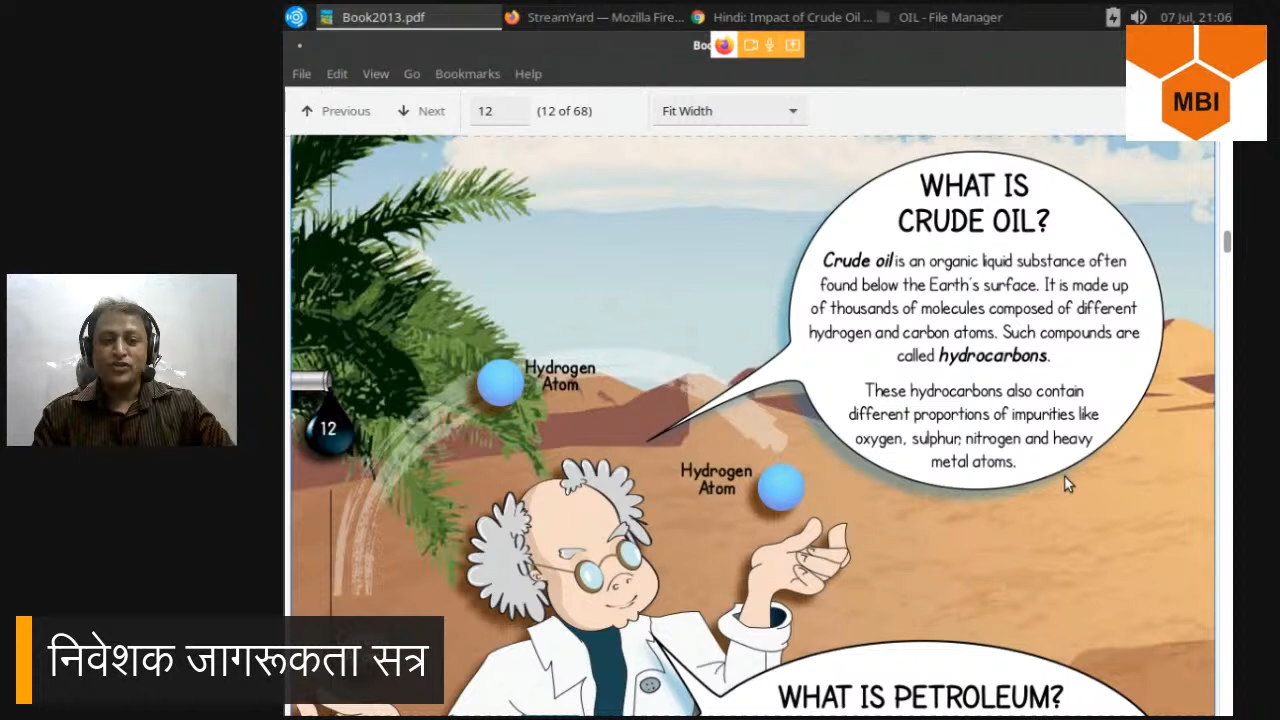 Book2013.pdf
StreamYard — Mozilla Fire...
Hindi: Impact of Crude Oil ...
OIL - File Manager
07 Jul, 21:06
Boo
MBI
File Edit View Go Bookmarks Help
Previous Next 12 (12 of 68) Fit Width
WHAT IS
CRUDE OIL?
Crude oil is an organic liquid substance often
found below the Earth's surface. It is made up
of thousands of molecules composed of different
hydrogen and carbon atoms. Such compounds are
called hydrocarbons.
These hydrocarbons also contain
different proportions of impurities like
oxygen, sulphur, nitrogen and heavy
metal atoms.
Hydrogen
Atom
12
Hydrogen
Atom
निवेशक जागरूकता सत्र
WHAT IS PETROLEUM?